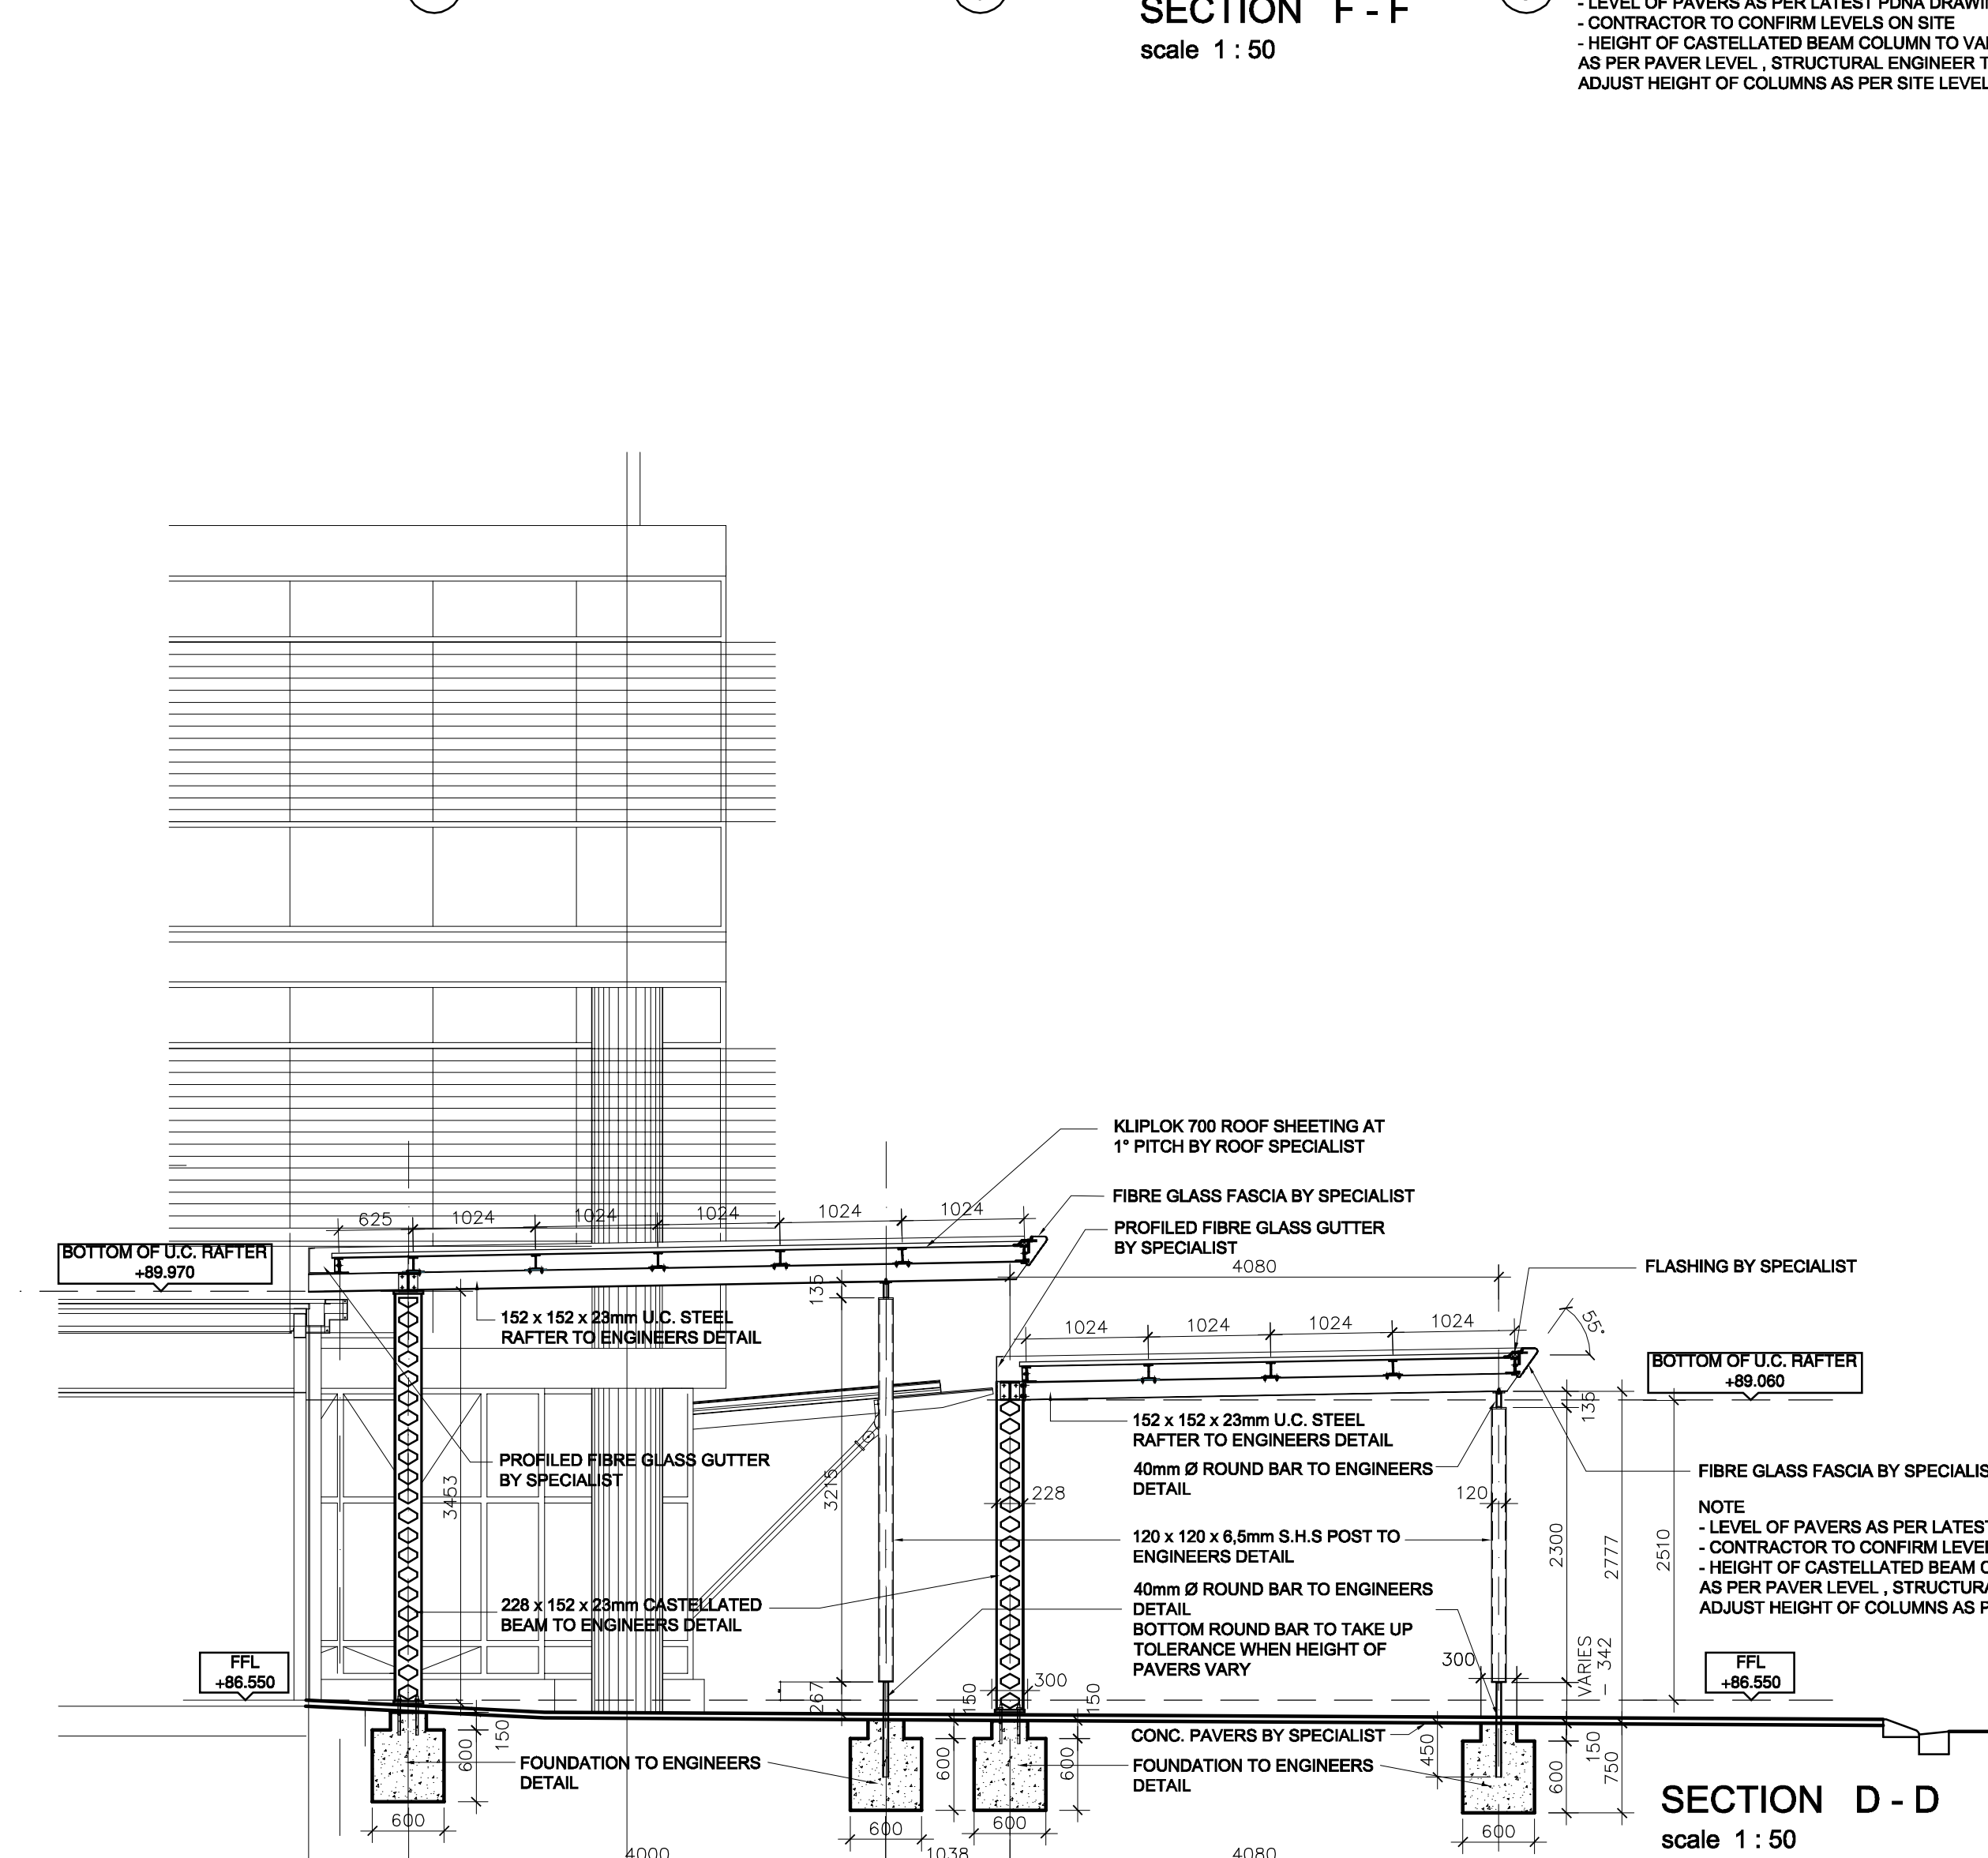 SECTION F - F
scale 1 : 50
- LEVEL OF PAVERS AS PER LATEST PDNA
- CONTRACTOR TO CONFIRM LEVELS ON SITE
- HEIGHT OF CASTELLATED BEAM COLUMN TO
AS PER PAVER LEVEL , STRUCTURAL ENGINEER
ADJUST HEIGHT OF COLUMNS AS PER SITE
KLIPLOK 700 ROOF SHEETING AT
1° PITCH BY ROOF SPECIALIST
FIBRE GLASS FASCIA BY SPECIALIST
PROFILED FIBRE GLASS GUTTER
BY SPECIALIST
625 1024 1024 1024 1024 1024
BOTTOM OF U.C. RAFTER
+89.970
4080
FLASHING BY SPECIALIST
135
152 x 152 x 23mm U.C. STEEL
RAFTER TO ENGINEERS DETAIL
1024 1024 1024 1024
55°
BOTTOM OF U.C. RAFTER
+89.060
135
152 x 152 x 23mm U.C. STEEL
RAFTER TO ENGINEERS DETAIL
PROFILED FIBRE GLASS GUTTER
BY SPECIALIST
40mm Ø ROUND BAR TO ENGINEERS
DETAIL
FIBRE GLASS FASCIA BY
3453
3215
228
120
NOTE
- LEVEL OF PAVERS AS PER
- CONTRACTOR TO CONFIRM
- HEIGHT OF CASTELLATED BEAM
AS PER PAVER LEVEL ,
ADJUST HEIGHT OF COLUMNS AS
120 x 120 x 6,5mm S.H.S POST TO
ENGINEERS DETAIL
2300
2777
2510
228 x 152 x 23mm CASTELLATED
BEAM TO ENGINEERS DETAIL
40mm Ø ROUND BAR TO ENGINEERS
DETAIL
BOTTOM ROUND BAR TO TAKE UP
TOLERANCE WHEN HEIGHT OF
PAVERS VARY
FFL
+86.550
FFL
+86.550
267
150
300
150
300
VARIES
- 342
CONC. PAVERS BY SPECIALIST
FOUNDATION TO ENGINEERS
DETAIL
FOUNDATION TO ENGINEERS
DETAIL
600
150
600
600
450
600
150
750
600
600
600
600
SECTION D - D
scale 1 : 50
4000
1038
4080